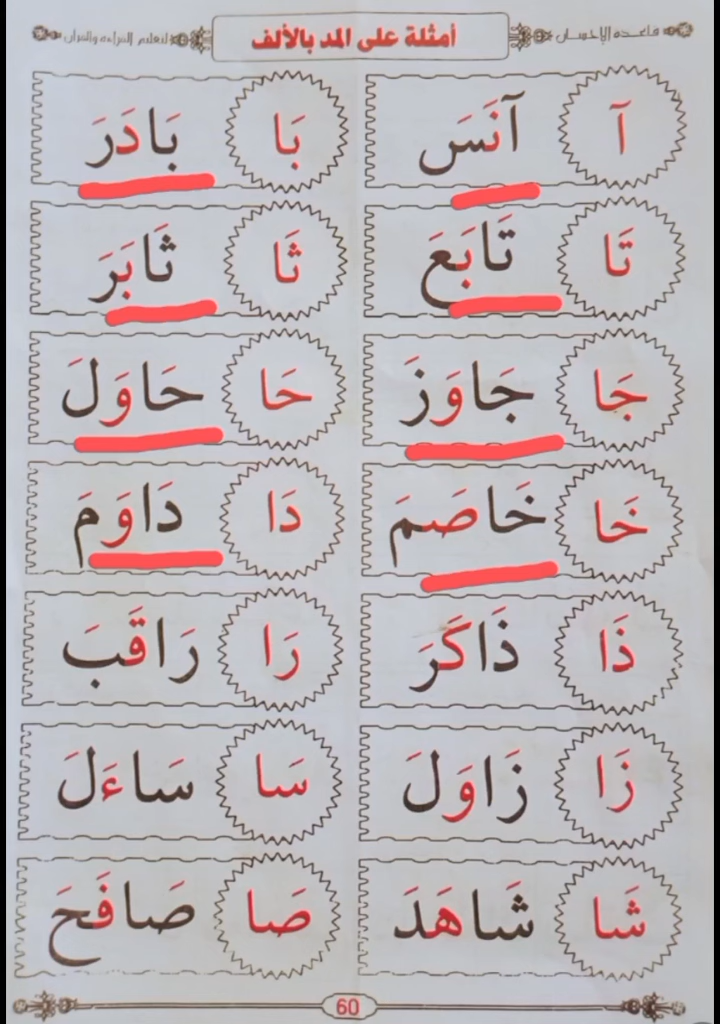 قاعدة الإحسان أمثلة على المد بالألف لتعليم القراءة والقرآن
آ آنَسَ بَا بَادَرَ
تَا تَابَعَ ثَا ثَابَرَ
جَا جَاوَزَ حَا حَاوَلَ
خَا خَاصَمَ دَا دَاوَمَ
ذَا ذَاكَرَ رَا رَاقَبَ
زَا زَاوَلَ سَا سَاءَلَ
شَا شَاهَدَ صَا صَافَحَ
60